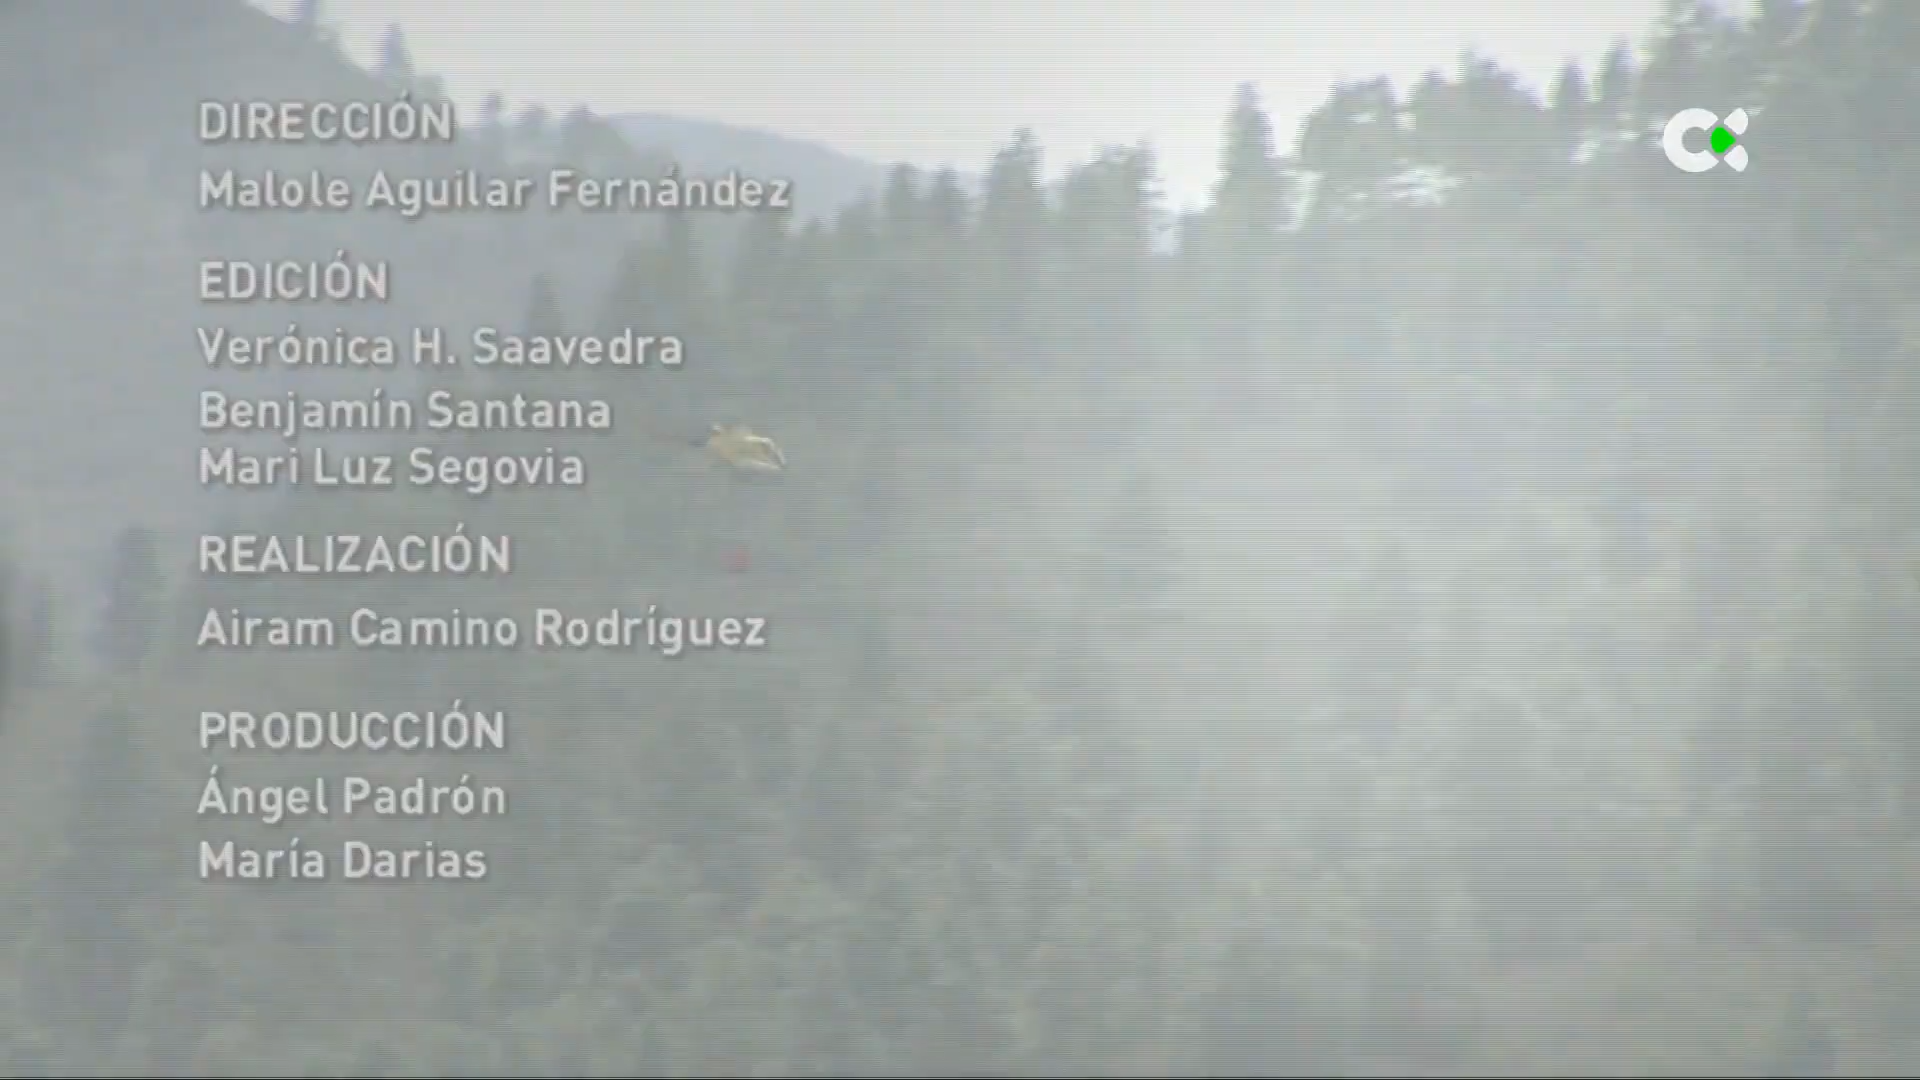 DIRECCIÓN
Malole Aguilar Fernández
EDICIÓN
Verónica H. Saavedra
Benjamín Santana
Mari Luz Segovia
REALIZACIÓN
Airam Camino Rodríguez
PRODUCCIÓN
Ángel Padrón
María Darias